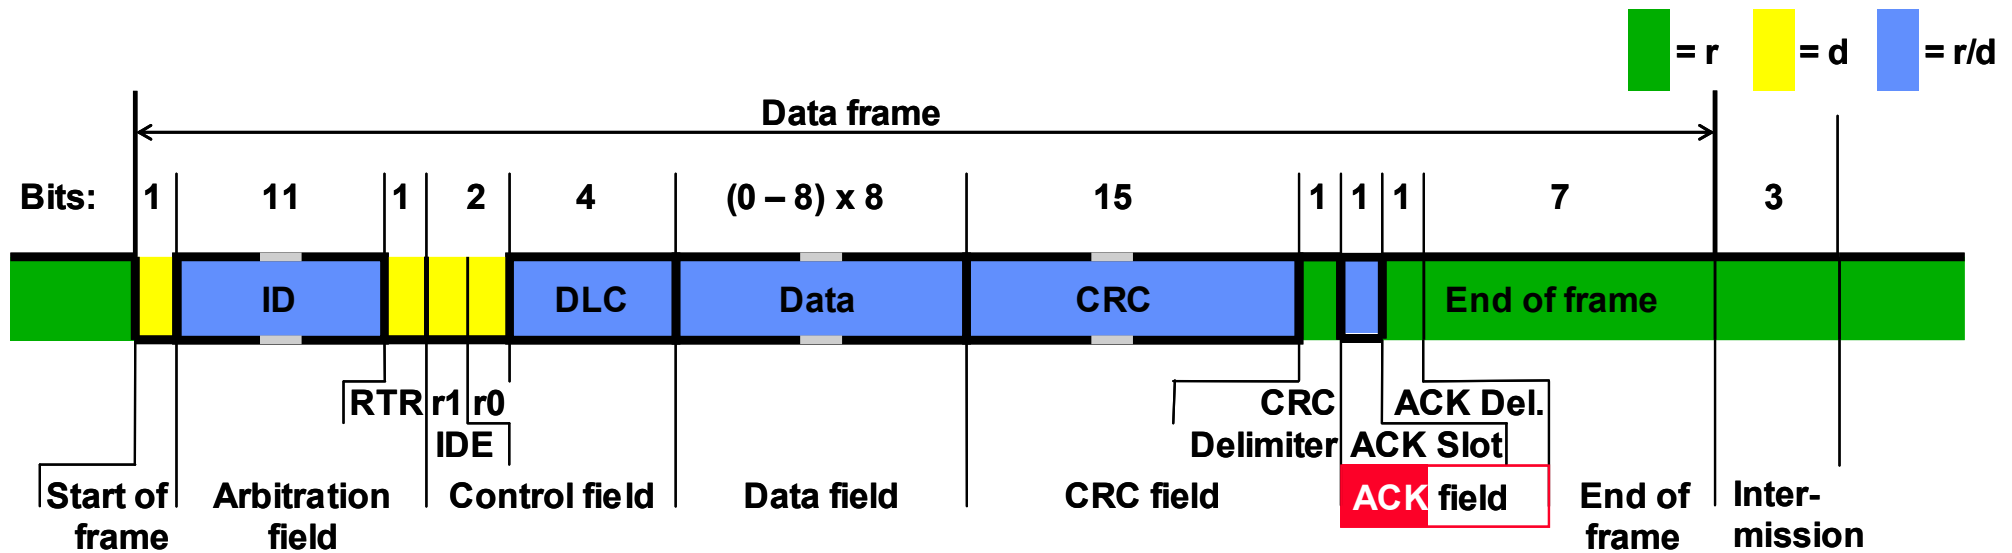 = r = d = r/d
Data frame
Bits: 1 11 1 2 4 (0 – 8) x 8 15 1 1 1 7 3
ID DLC Data CRC End of frame
RTR r1 r0 CRC ACK Del.
IDE Delimiter ACK Slot
Start of Arbitration Control field Data field CRC field ACK field End of Inter-
frame field frame mission